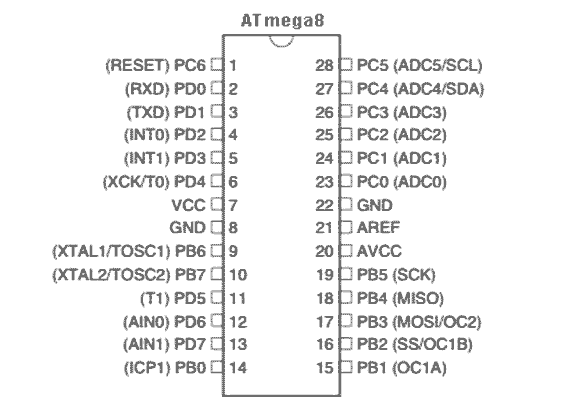 ATmega8
(RESET) PC6 1 28 PC5 (ADC5/SCL)
(RXD) PD0 2 27 PC4 (ADC4/SDA)
(TXD) PD1 3 26 PC3 (ADC3)
(INT0) PD2 4 25 PC2 (ADC2)
(INT1) PD3 5 24 PC1 (ADC1)
(XCK/T0) PD4 6 23 PC0 (ADC0)
VCC 7 22 GND
GND 8 21 AREF
(XTAL1/TOSC1) PB6 9 20 AVCC
(XTAL2/TOSC2) PB7 10 19 PB5 (SCK)
(T1) PD5 11 18 PB4 (MISO)
(AIN0) PD6 12 17 PB3 (MOSI/OC2)
(AIN1) PD7 13 16 PB2 (SS/OC1B)
(ICP1) PB0 14 15 PB1 (OC1A)